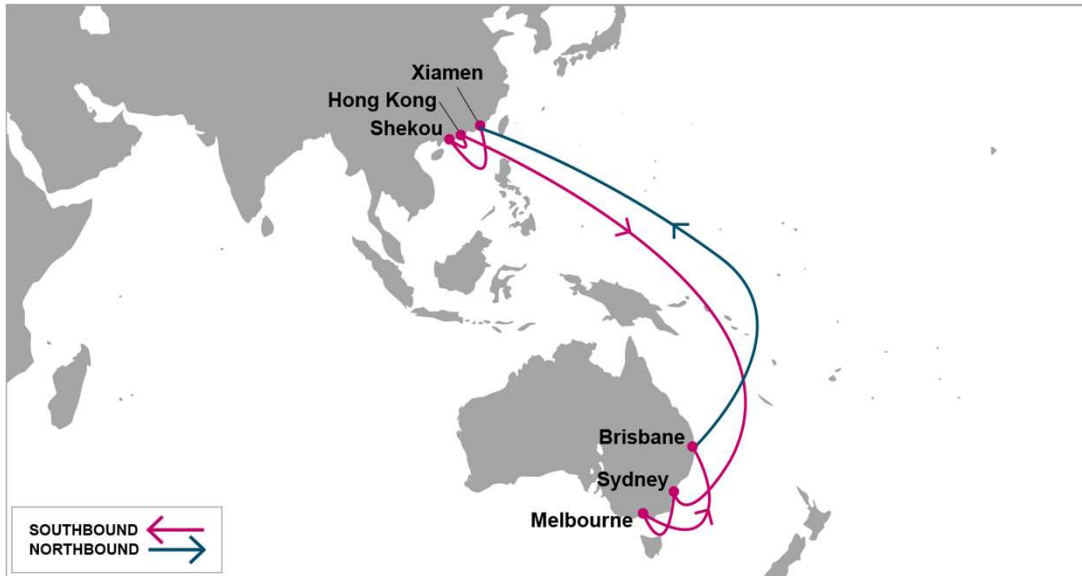 Xiamen
Hong Kong
Shekou
Brisbane
Sydney
Melbourne
SOUTHBOUND
NORTHBOUND